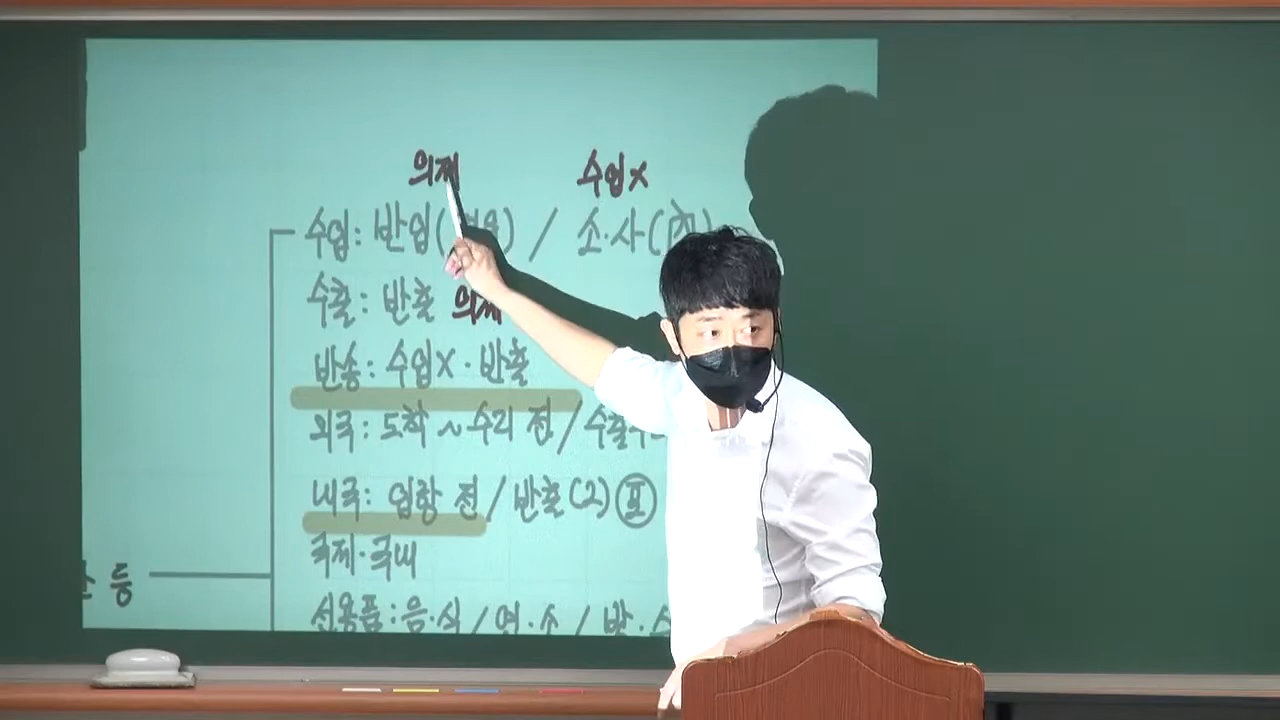 의제 수입X
수입: 반입( ) / 소·사(
수출: 반출 의제
반송: 수입X·반출
외국: 도착 ~ 수리 전 / 수출
내국: 입항 전 / 반출(2)
국제·국내
등
선용품: 음·식 / 연·소 /